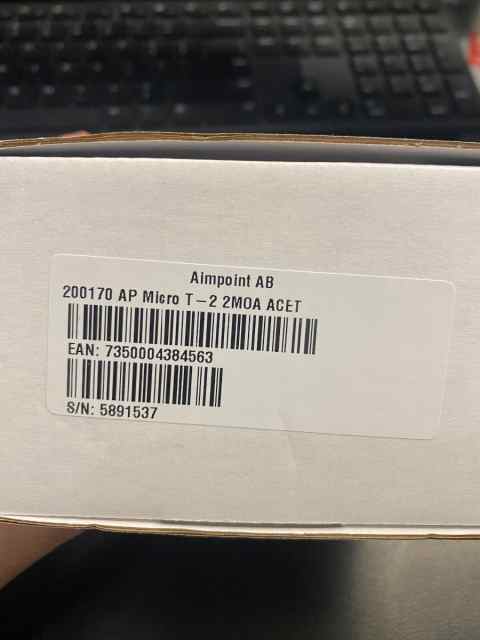 Aimpoint AB
200170 AP Micro T-2 2MOA ACET
EAN: 7350004384563
S/N: 5891537